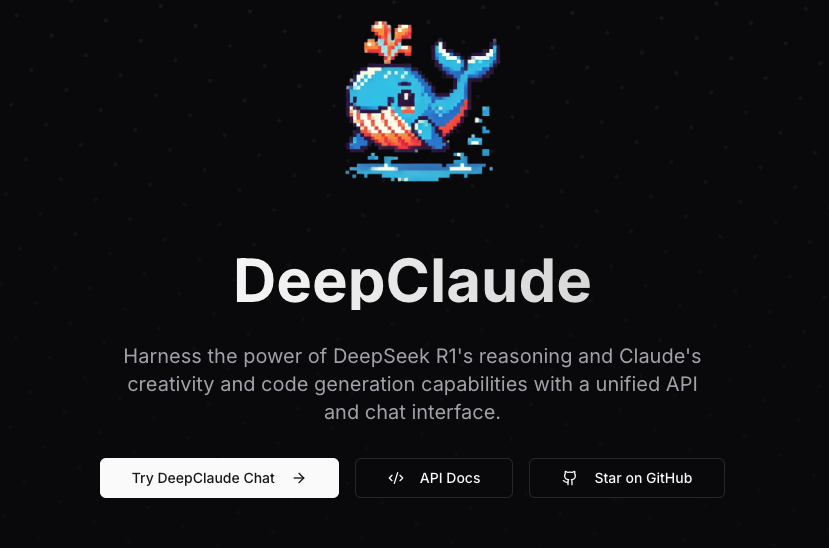 DeepClaude
Harness the power of DeepSeek R1's reasoning and Claude's
creativity and code generation capabilities with a unified API
and chat interface.
Try DeepClaude Chat →
</> API Docs
Star on GitHub